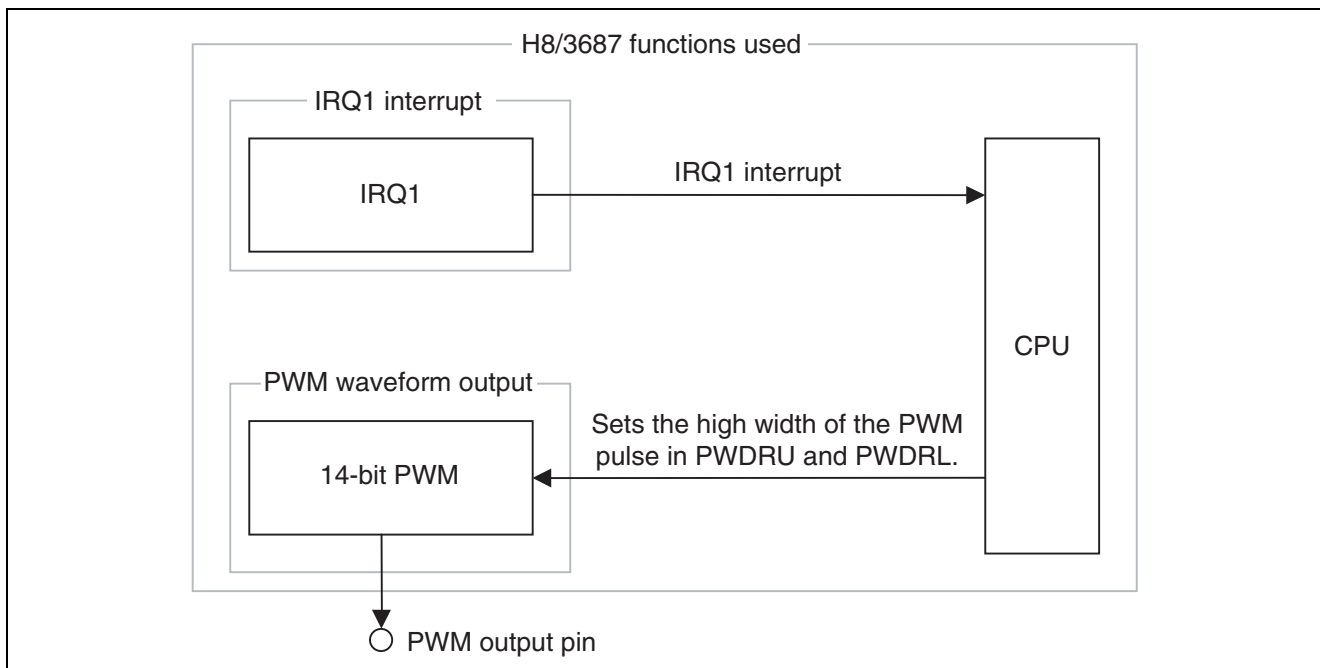 H8/3687 functions used
IRQ1 interrupt
IRQ1
IRQ1 interrupt
CPU
PWM waveform output
14-bit PWM
Sets the high width of the PWM
pulse in PWDRU and PWDRL.
PWM output pin